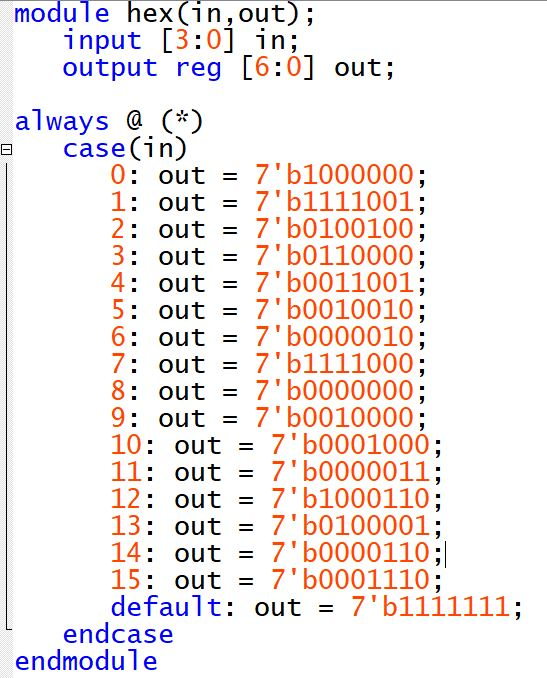 module hex(in,out);
   input [3:0] in;
   output reg [6:0] out;

always @ (*)
   case(in)
      0: out = 7'b1000000;
      1: out = 7'b1111001;
      2: out = 7'b0100100;
      3: out = 7'b0110000;
      4: out = 7'b0011001;
      5: out = 7'b0010010;
      6: out = 7'b0000010;
      7: out = 7'b1111000;
      8: out = 7'b0000000;
      9: out = 7'b0010000;
      10: out = 7'b0001000;
      11: out = 7'b0000011;
      12: out = 7'b1000110;
      13: out = 7'b0100001;
      14: out = 7'b0000110;
      15: out = 7'b0001110;
      default: out = 7'b1111111;
   endcase
endmodule